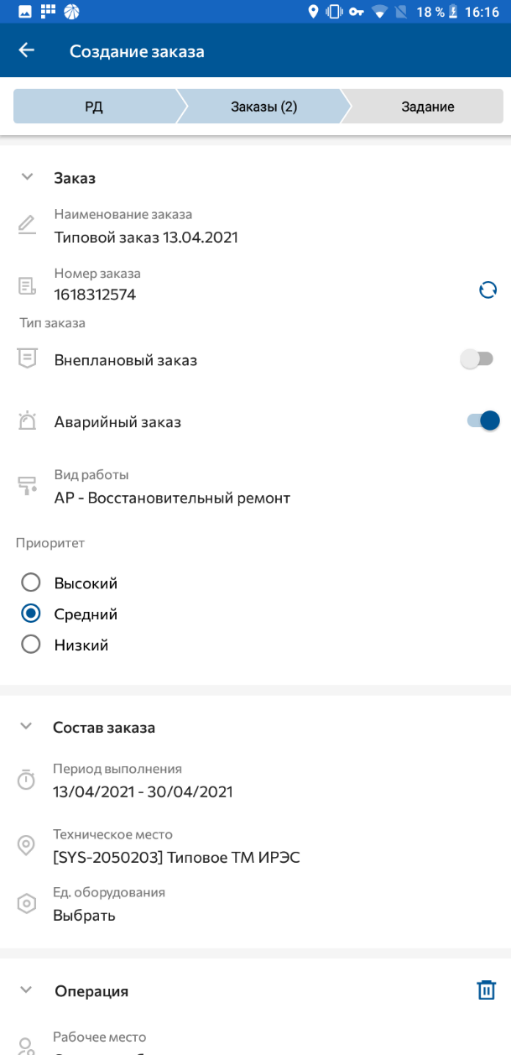 18 % 16:16
Создание заказа
РД Заказы (2) Задание
Заказ
Наименование заказа
Типовой заказ 13.04.2021
Номер заказа
1618312574
Тип заказа
Внеплановый заказ
Аварийный заказ
Вид работы
АР - Восстановительный ремонт
Приоритет
Высокий
Средний
Низкий
Состав заказа
Период выполнения
13/04/2021 - 30/04/2021
Техническое место
[SYS-2050203] Типовое ТМ ИРЭС
Ед. оборудования
Выбрать
Операция
Рабочее место